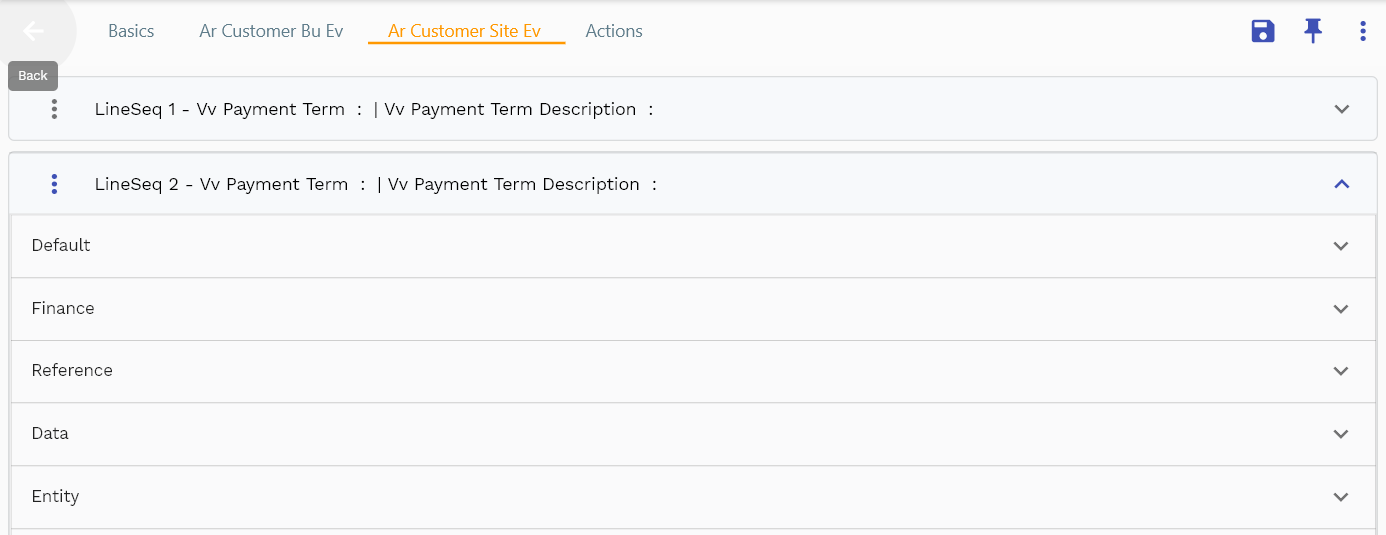 Basics Ar Customer Bu Ev Ar Customer Site Ev Actions
Back
LineSeq 1 - Vv Payment Term : | Vv Payment Term Description :
LineSeq 2 - Vv Payment Term : | Vv Payment Term Description :
Default
Finance
Reference
Data
Entity